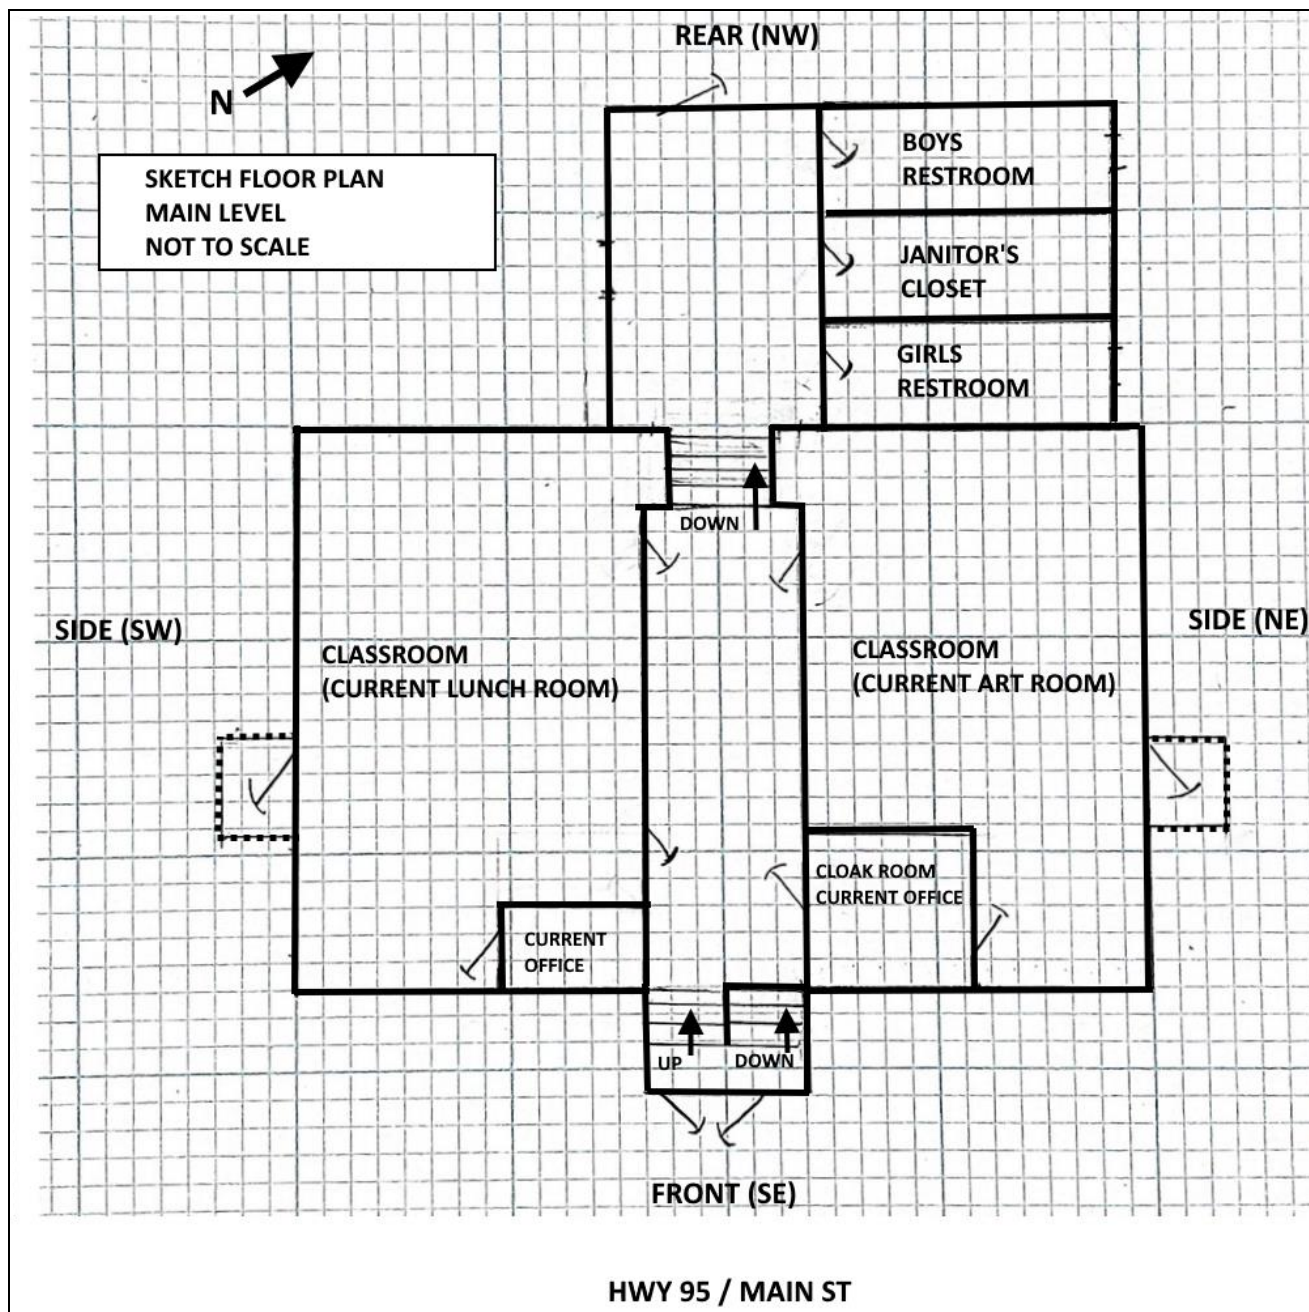 REAR (NW)
N
SKETCH FLOOR PLAN
MAIN LEVEL
NOT TO SCALE
BOYS
RESTROOM
JANITOR'S
CLOSET
GIRLS
RESTROOM
DOWN
SIDE (SW)
SIDE (NE)
CLASSROOM
(CURRENT LUNCH ROOM)
CLASSROOM
(CURRENT ART ROOM)
CLOAK ROOM
CURRENT OFFICE
CURRENT
OFFICE
UP
DOWN
FRONT (SE)
HWY 95 / MAIN ST